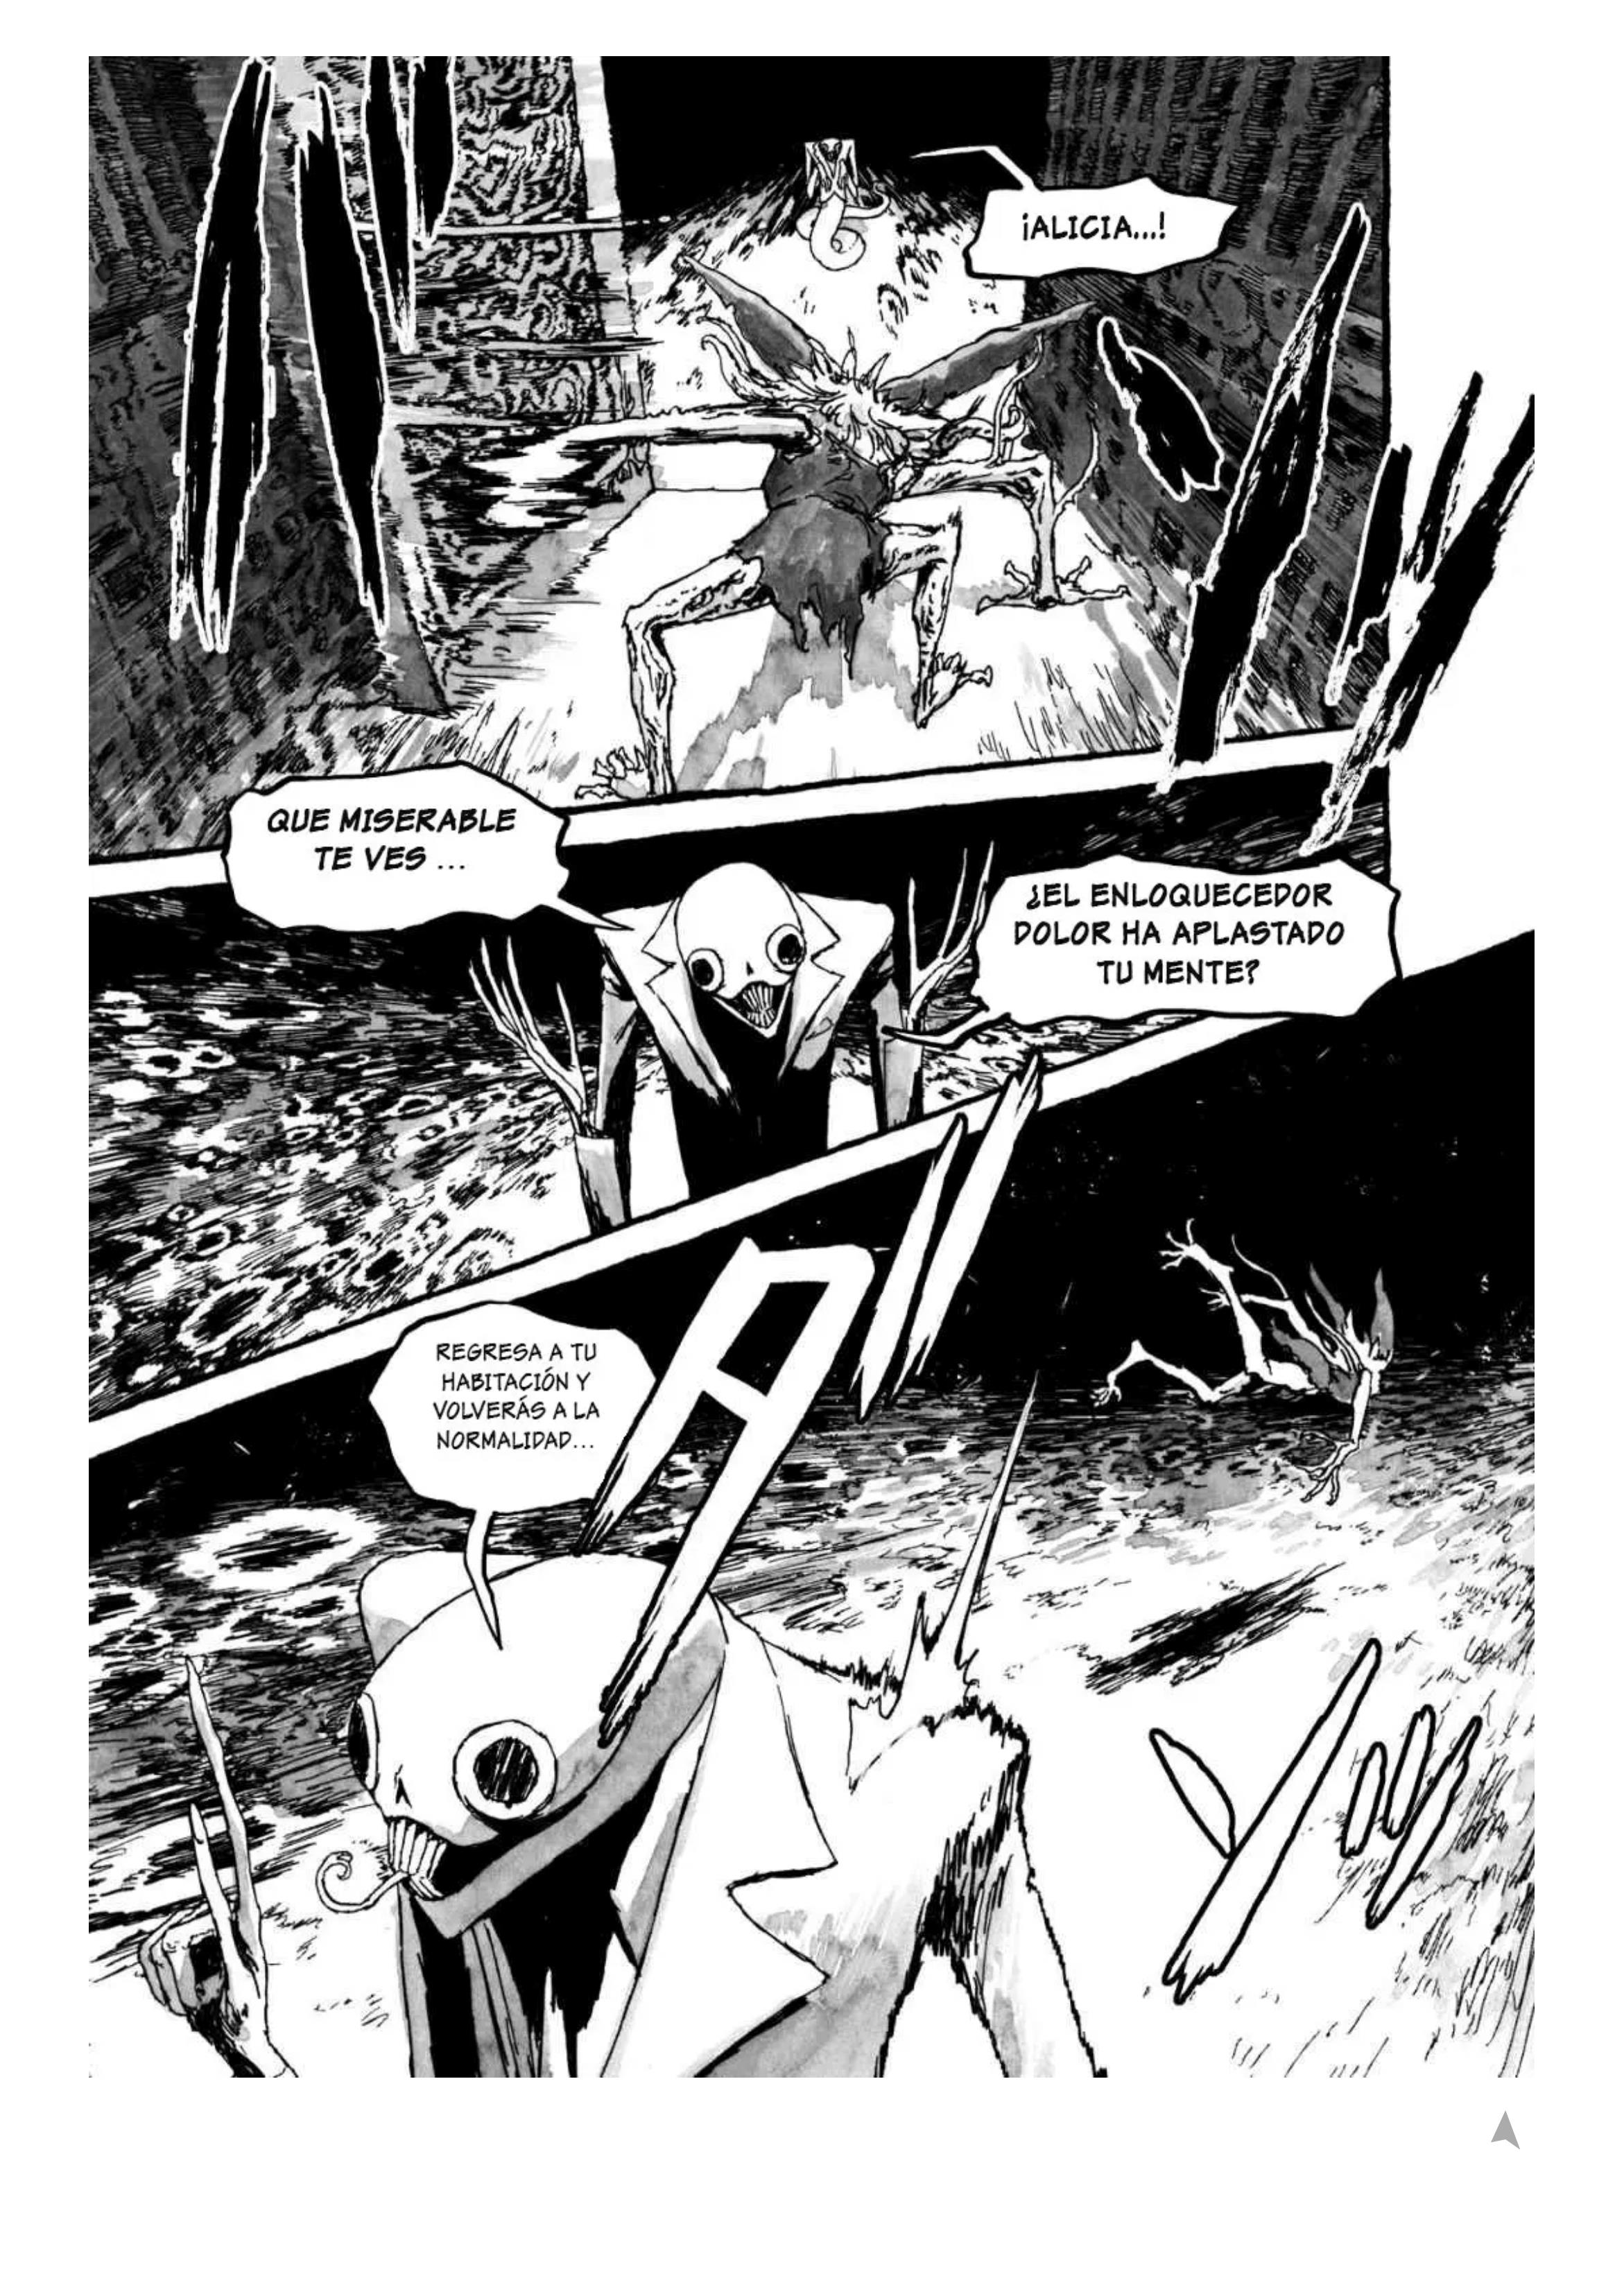 ¡ALICIA...!
QUE MISERABLE
TE VES ...
¿EL ENLOQUECEDOR
DOLOR HA APLASTADO
TU MENTE?
REGRESA A TU
HABITACIÓN Y
VOLVERÁS A LA
NORMALIDAD...